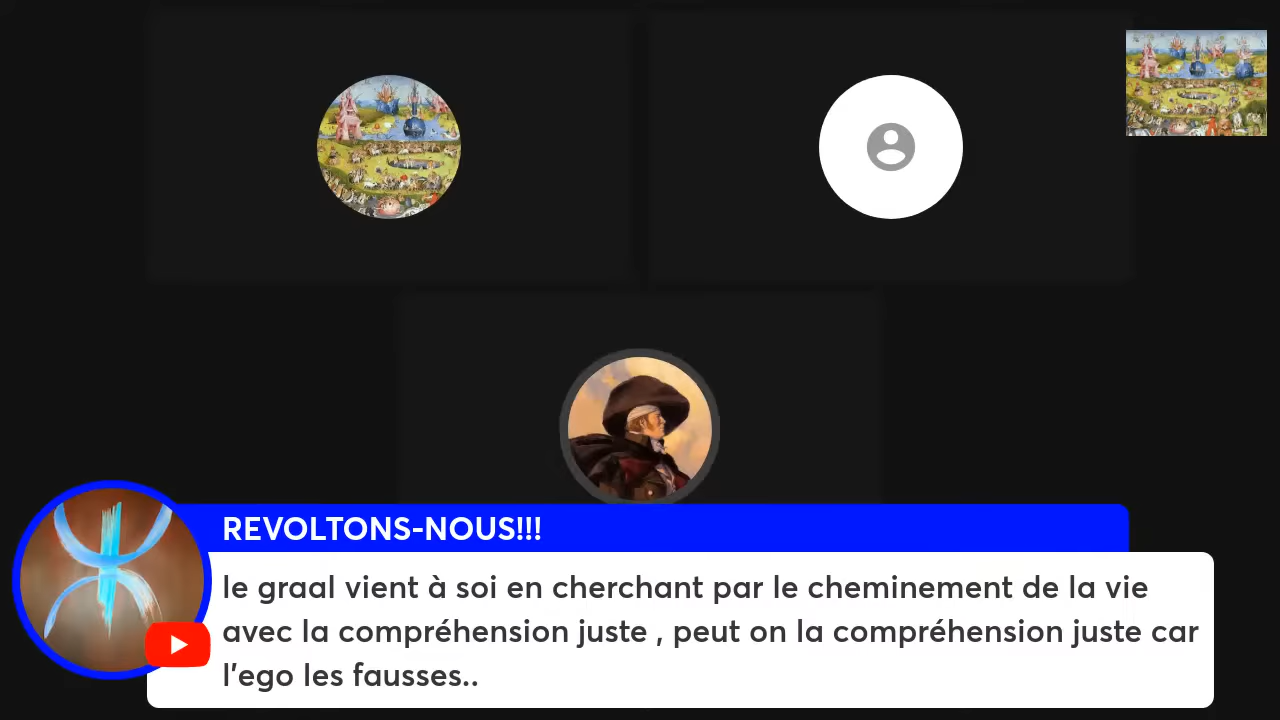 REVOLTONS-NOUS!!!
le graal vient à soi en cherchant par le cheminement de la vie
avec la compréhension juste , peut on la compréhension juste car
l'ego les fausses..